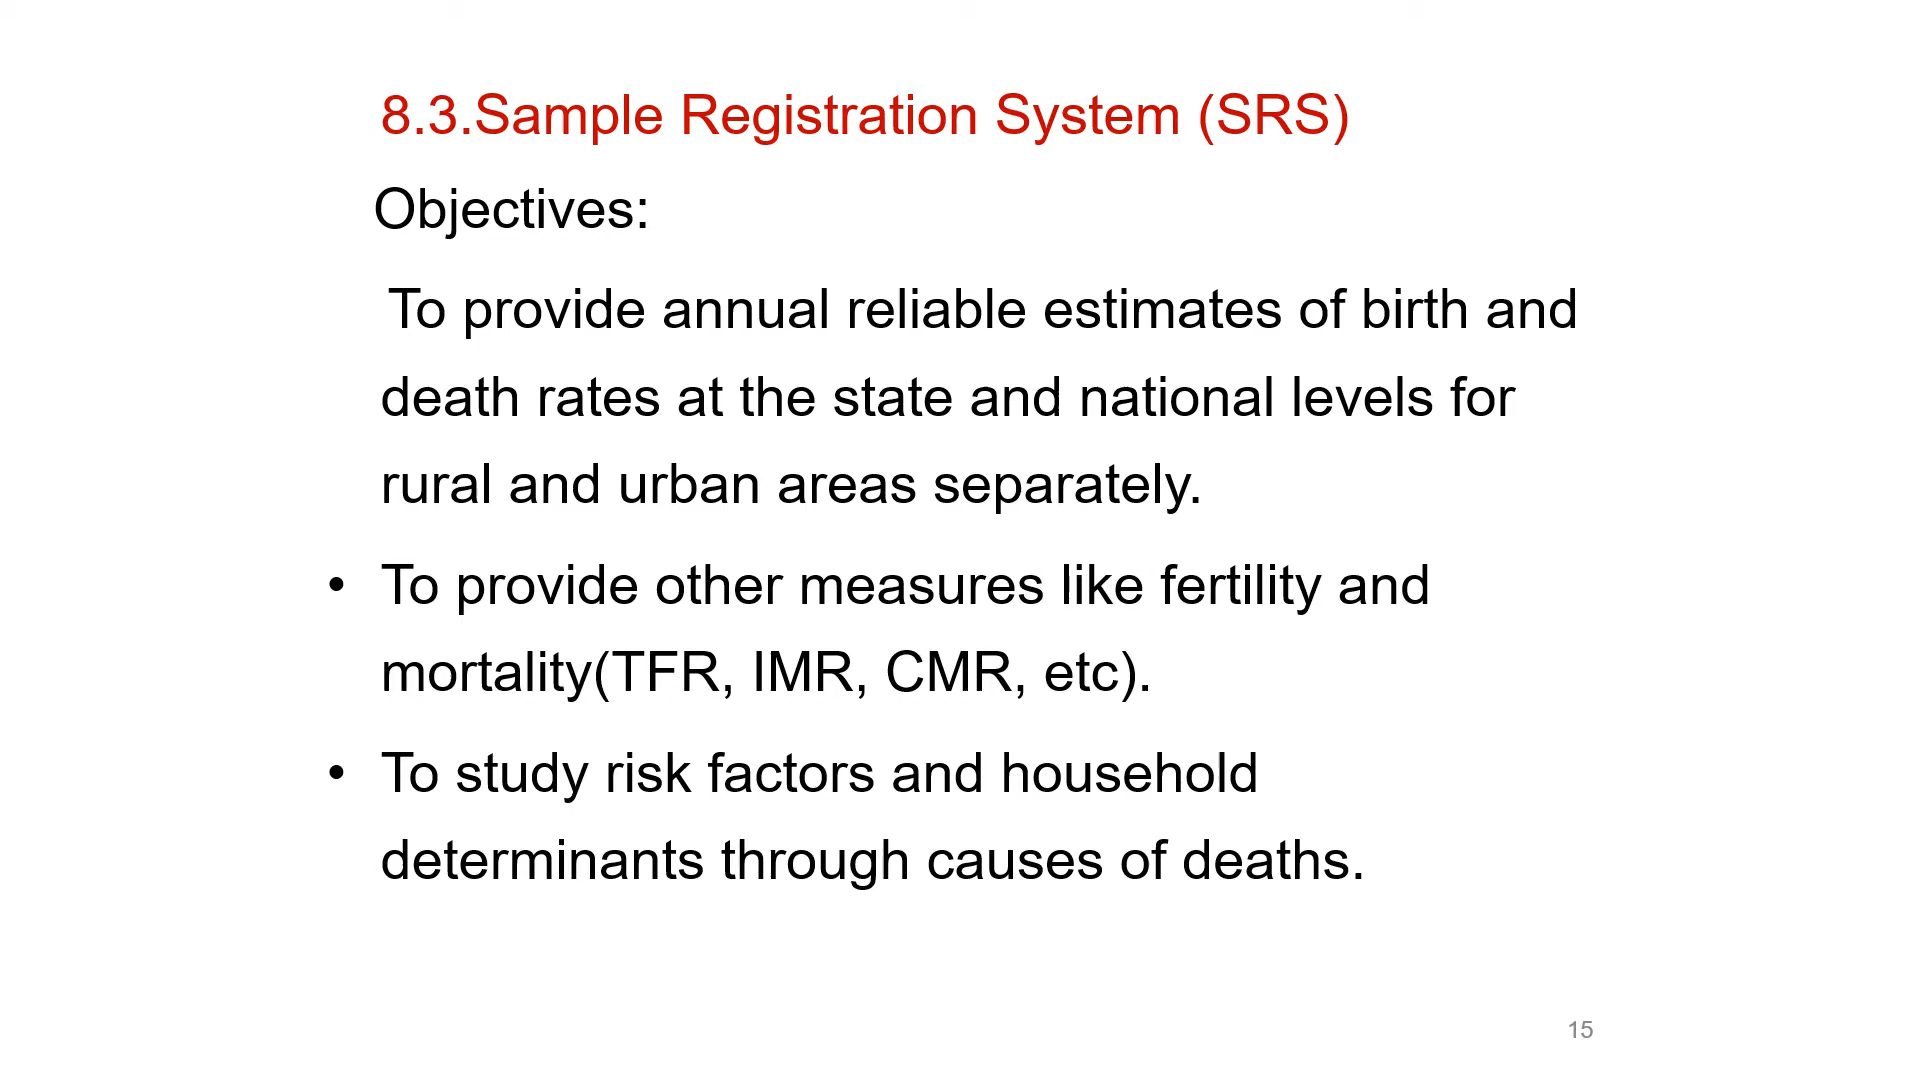 8.3.Sample Registration System (SRS)
Objectives:
To provide annual reliable estimates of birth and
death rates at the state and national levels for
rural and urban areas separately.
• To provide other measures like fertility and
mortality(TFR, IMR, CMR, etc).
• To study risk factors and household
determinants through causes of deaths.
15